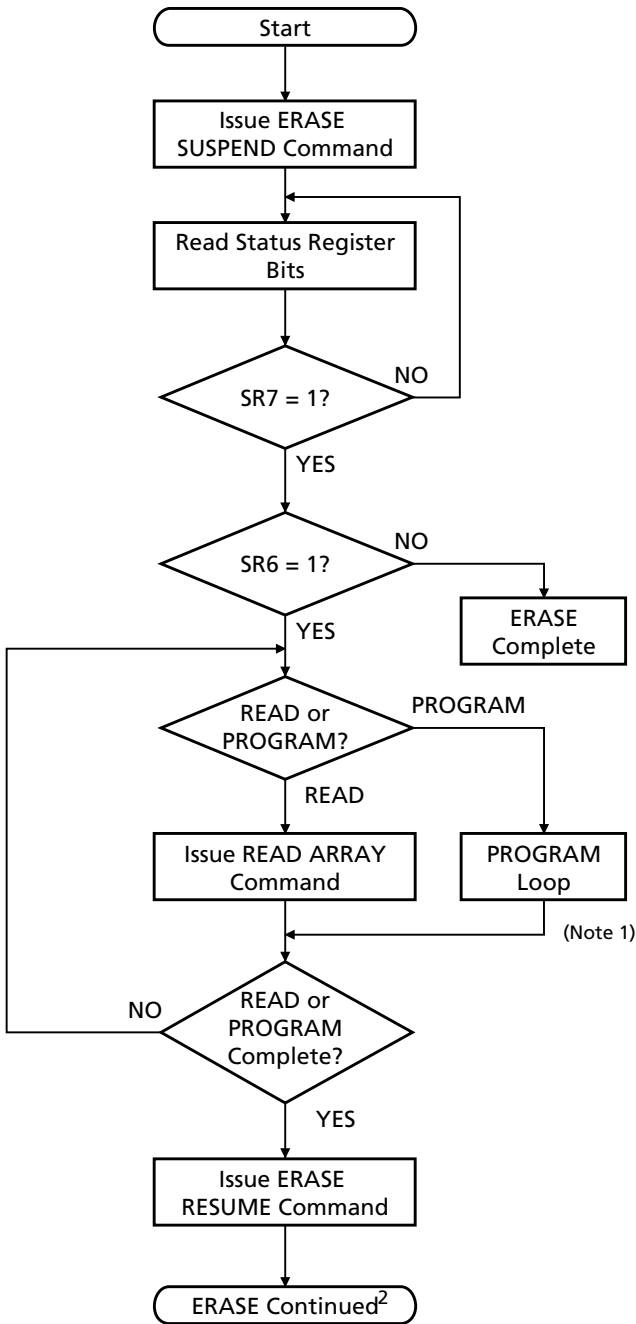 Start
Issue ERASE
SUSPEND Command
Read Status Register
Bits
NO
SR7 = 1?
YES
NO
SR6 = 1?
YES
ERASE
Complete
READ or
PROGRAM?
PROGRAM
READ
Issue READ ARRAY
Command
PROGRAM
Loop
(Note 1)
NO
READ or
PROGRAM
Complete?
YES
Issue ERASE
RESUME Command
ERASE Continued²